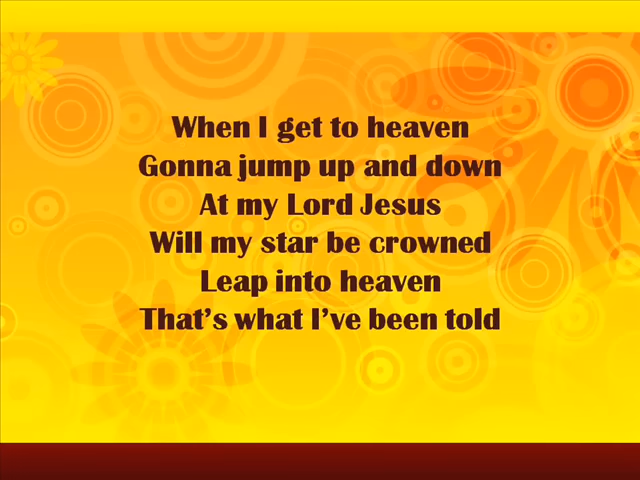 When I get to heaven
Gonna jump up and down
At my Lord Jesus
Will my star be crowned
Leap into heaven
That’s what I’ve been told